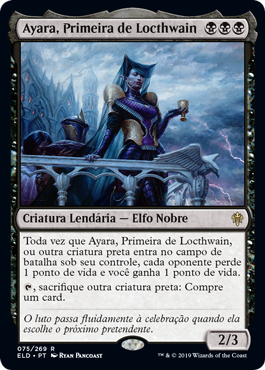 Ayara, Primeira de Locthwain
Criatura Lendária — Elfo Nobre
Toda vez que Ayara, Primeira de Locthwain,
ou outra criatura preta entra no campo de
batalha sob seu controle, cada oponente perde
1 ponto de vida e você ganha 1 ponto de vida.
, sacrifique outra criatura preta: Compre
um card.
O luto passa fluidamente à celebração quando ela
escolhe o próximo pretendente.
2/3
075/269 R
ELD • PT RYAN PANCOAST
™ & © 2019 Wizards of the Coast